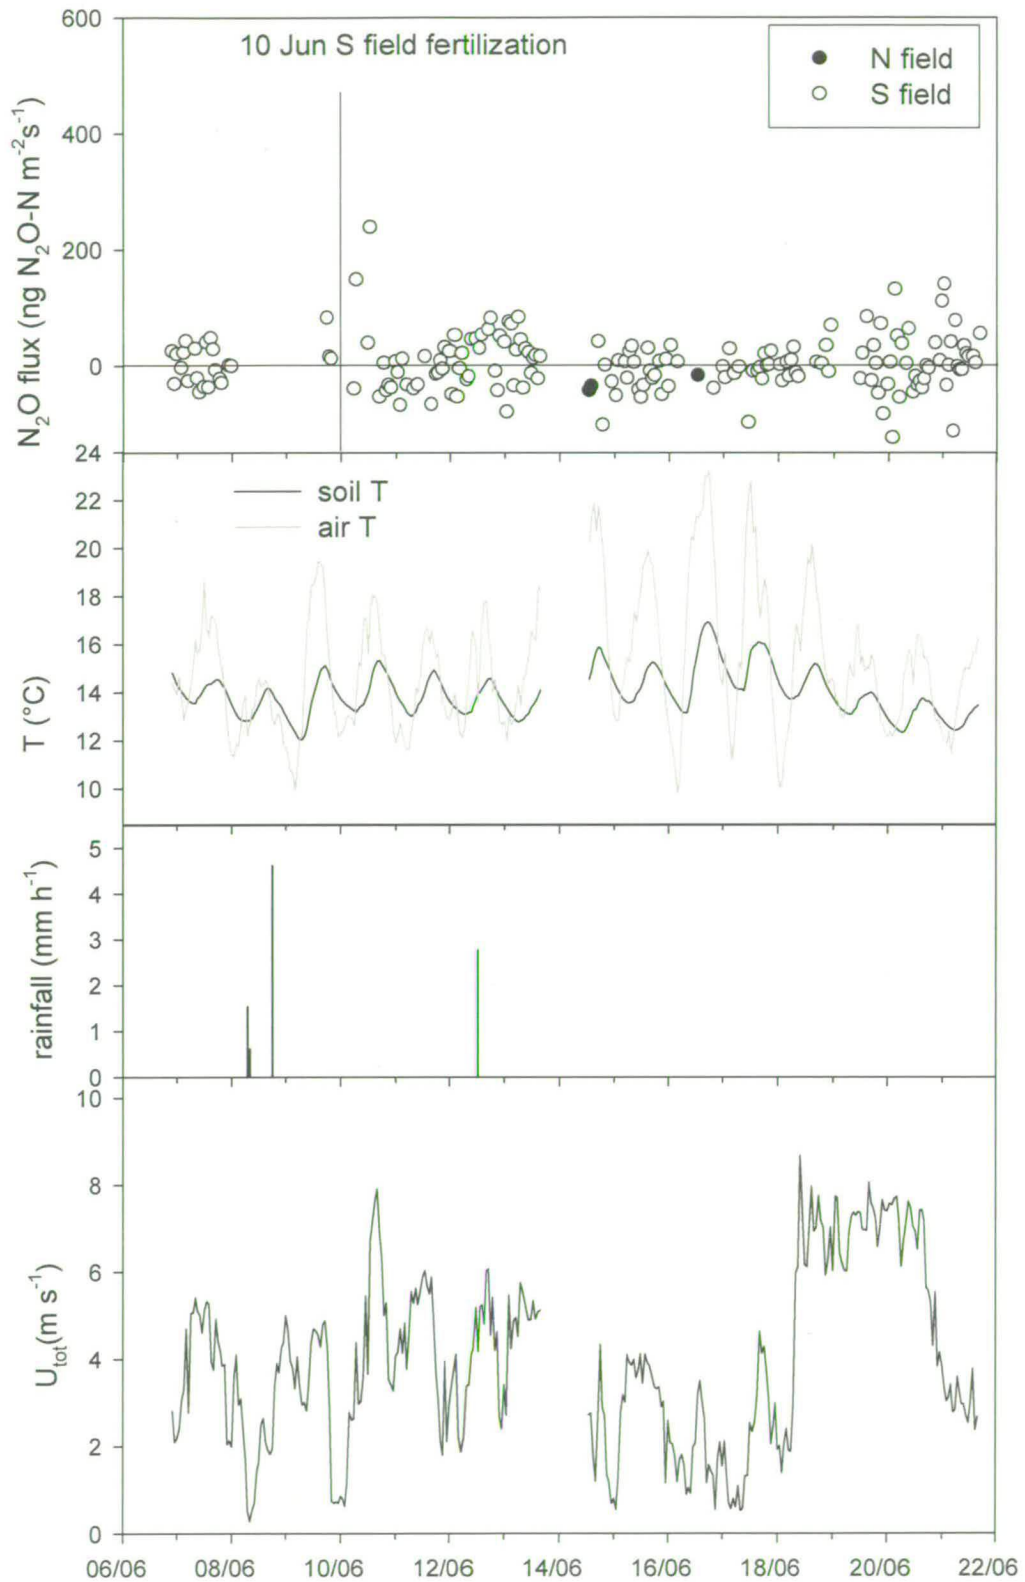 600
10 Jun S field fertilization
N field
S field
400
200
0
N₂O flux (ng N₂O-N m⁻²s⁻¹)
24
22
20
18
16
14
12
10
soil T
air T
T (°C)
5
4
3
2
1
0
rainfall (mm h⁻¹)
10
8
6
4
2
0
U_tot(m s⁻¹)
06/06 08/06 10/06 12/06 14/06 16/06 18/06 20/06 22/06